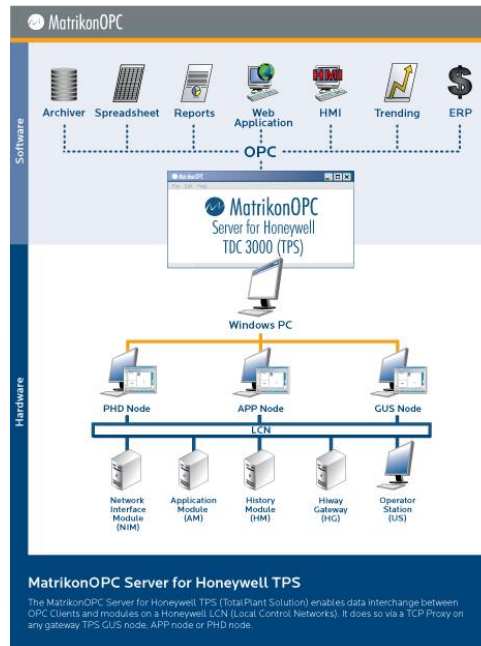 MatrikonOPC
Software
Archiver Spreadsheet Reports Web Application HMI Trending ERP
HMI
OPC
MatrikonOPC
File Edit Help
MatrikonOPC
Server for Honeywell
TDC 3000 (TPS)
Windows PC
Hardware
PHD Node APP Node GUS Node
LCN
Network Interface Module (NIM)
Application Module (AM)
History Module (HM)
Hiway Gateway (HG)
Operator Station (US)
MatrikonOPC Server for Honeywell TPS
The MatrikonOPC Server for Honeywell TPS (TotalPlant Solution) enables data interchange between
OPC Clients and modules on a Honeywell LCN (Local Control Networks). It does so via a TCP Proxy on
any gateway TPS GUS node, APP node or PHD node.